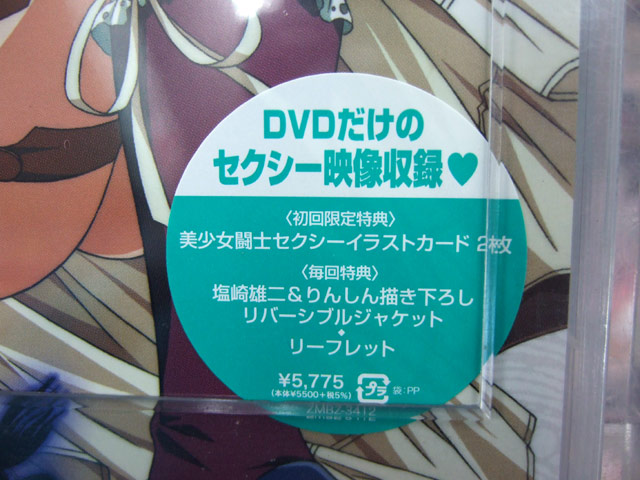 DVDだけの
セクシー映像収録♥
〈初回限定特典〉
美少女闘士セクシーイラストカード 2枚
〈毎回特典〉
塩崎雄二&りんしん描き下ろし
リバーシブルジャケット
◆
リーフレット
¥5,775
(本体¥5500+税5%)
プラ
袋:PP
ZMBZ-3412